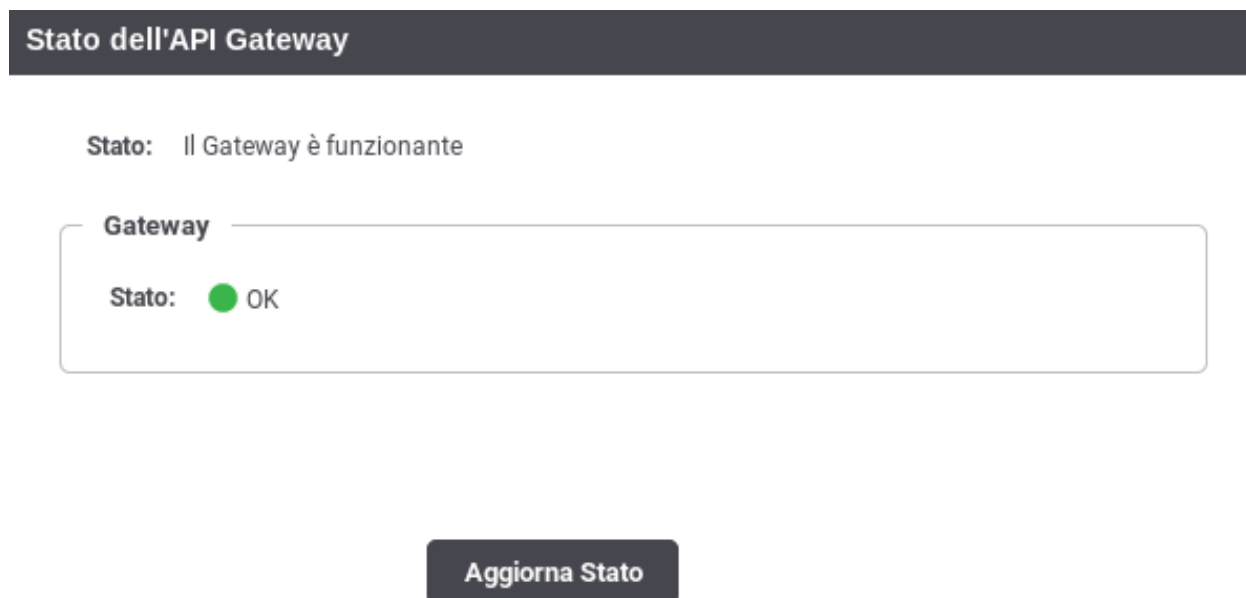 Stato dell'API Gateway
Stato: Il Gateway è funzionante
Gateway
Stato: OK
Aggiorna Stato